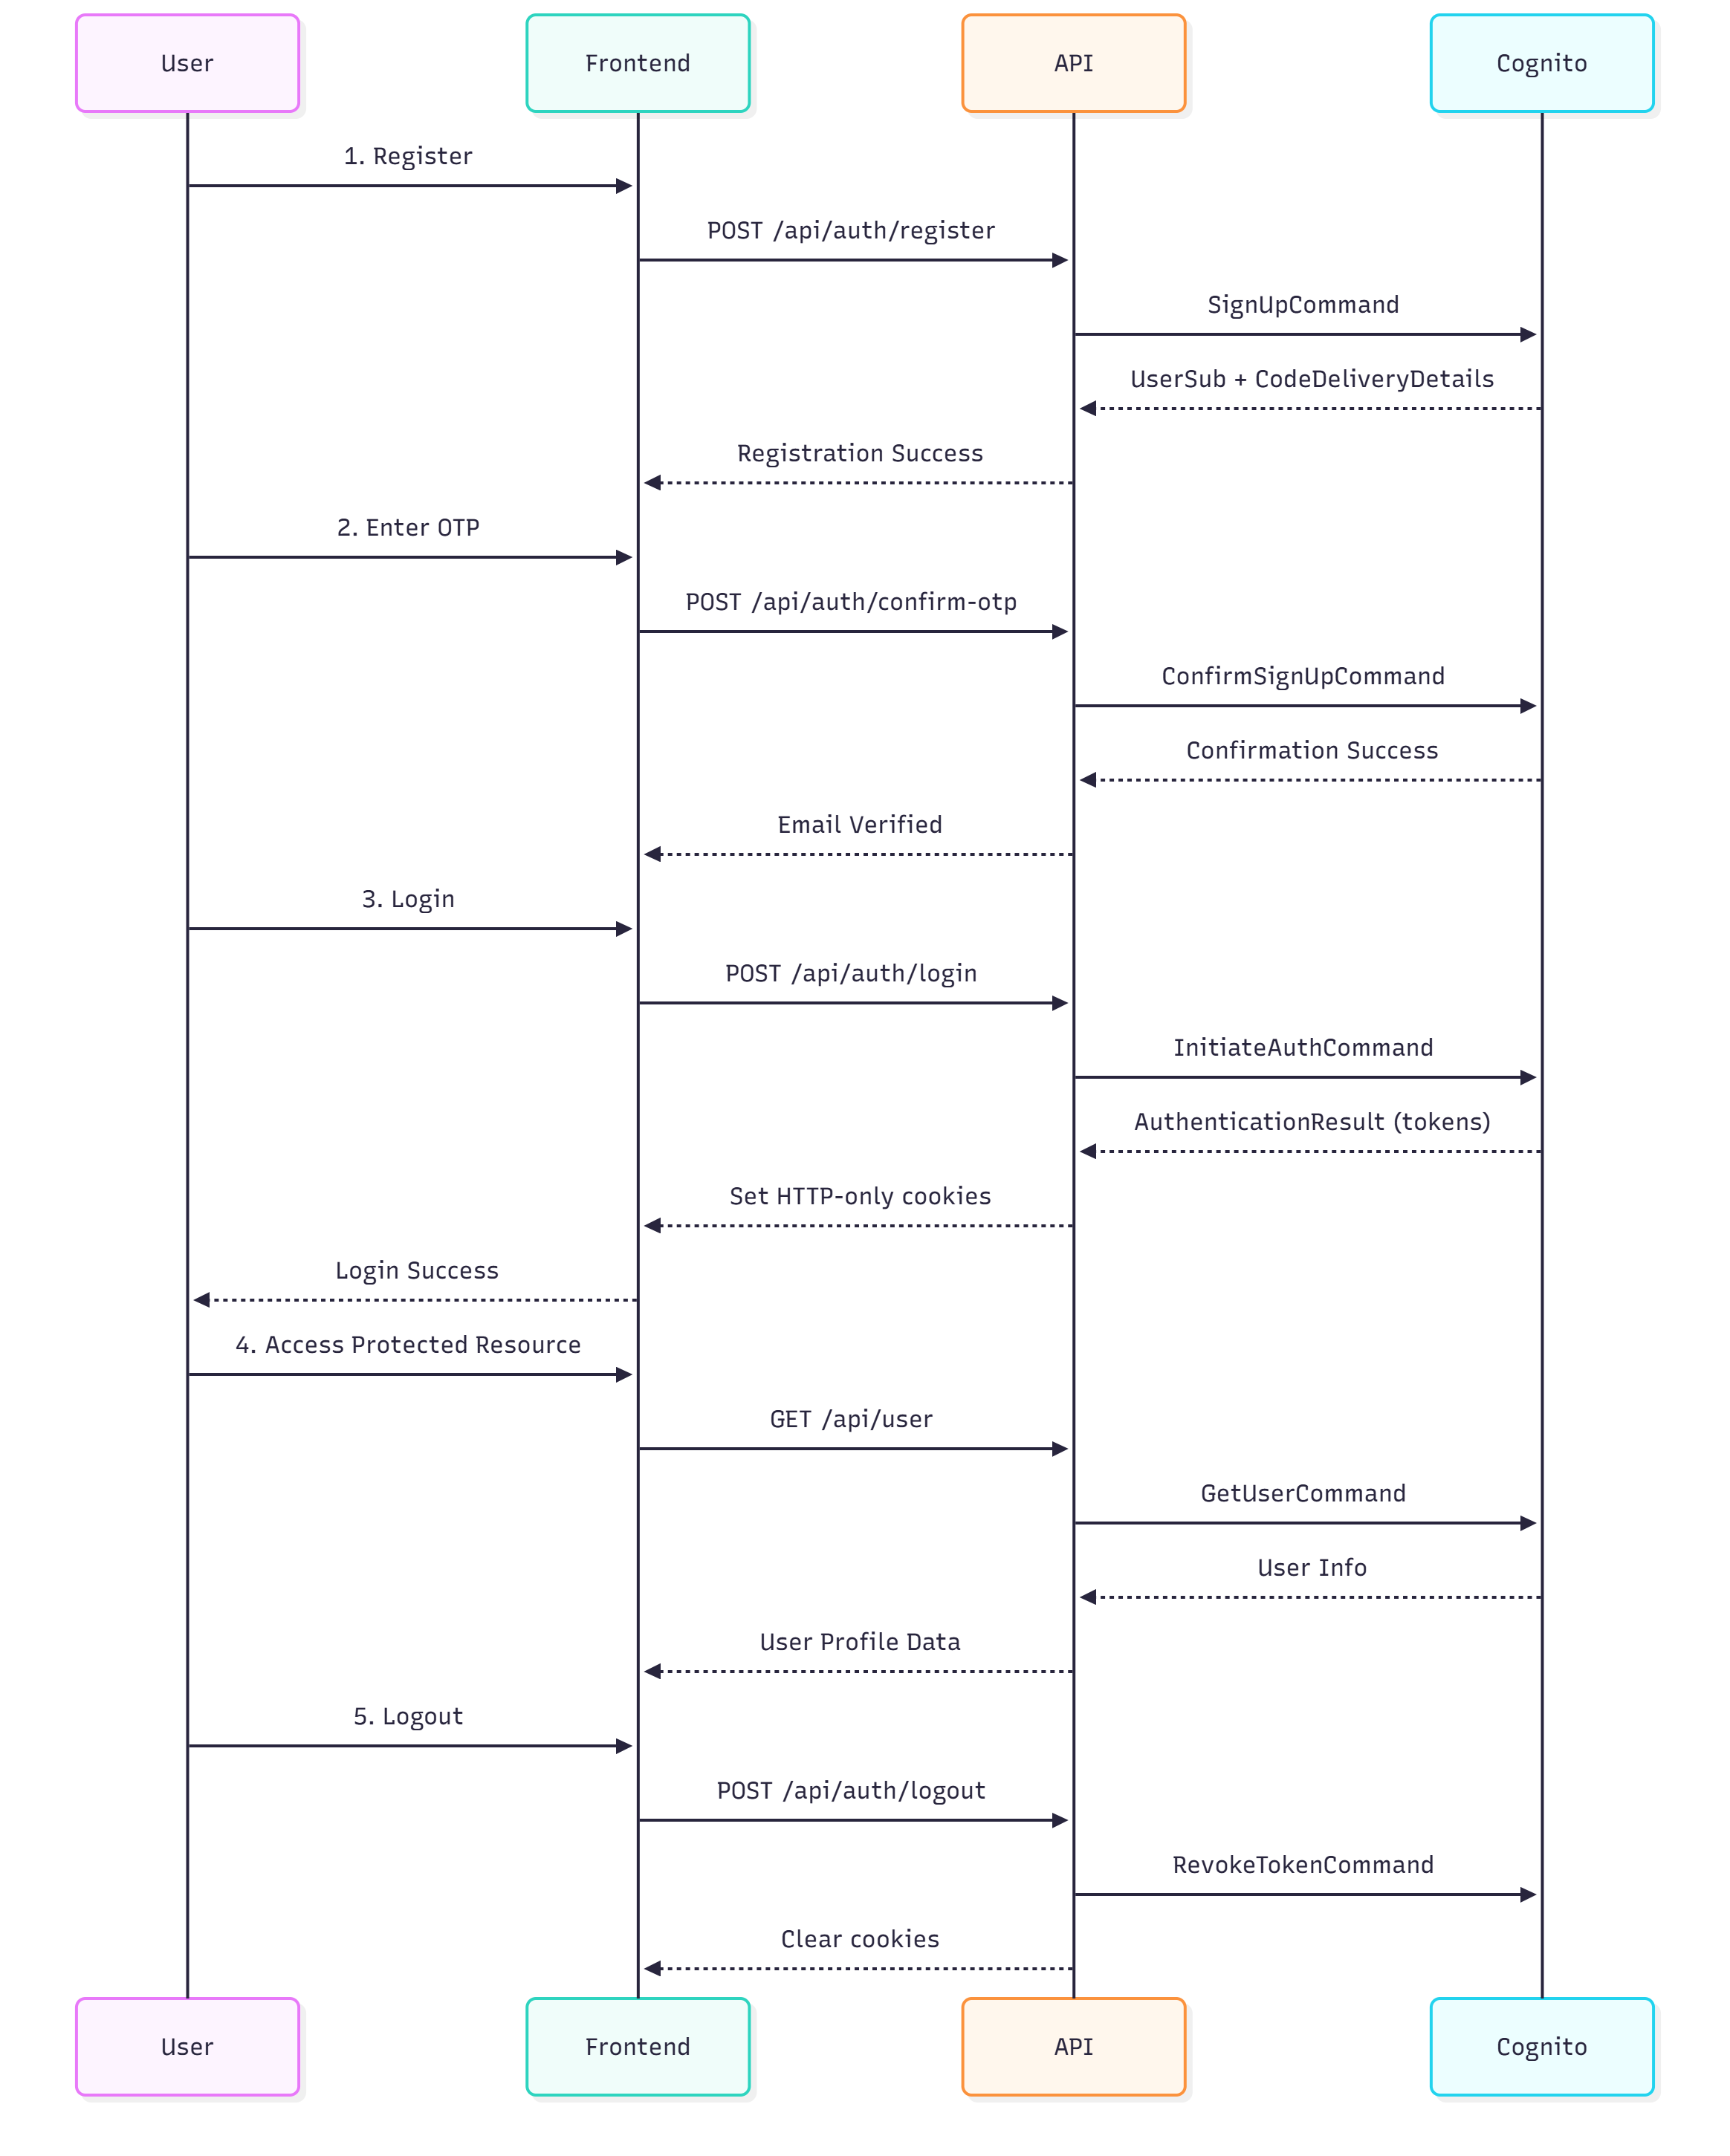 User
Frontend
API
Cognito
1. Register
POST /api/auth/register
SignUpCommand
UserSub + CodeDeliveryDetails
Registration Success
2. Enter OTP
POST /api/auth/confirm-otp
ConfirmSignUpCommand
Confirmation Success
Email Verified
3. Login
POST /api/auth/login
InitiateAuthCommand
AuthenticationResult (tokens)
Set HTTP-only cookies
Login Success
4. Access Protected Resource
GET /api/user
GetUserCommand
User Info
User Profile Data
5. Logout
POST /api/auth/logout
RevokeTokenCommand
Clear cookies
User
Frontend
API
Cognito